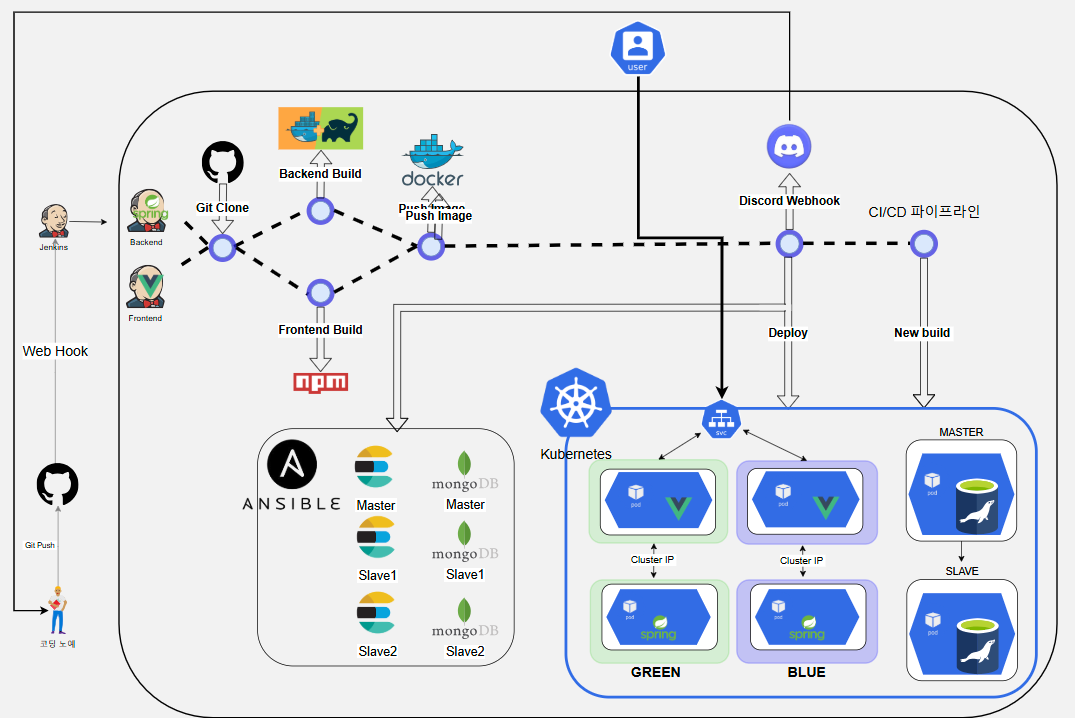 user
Backend Build
docker
Push Image
Push Image
Git Clone
Discord Webhook
CI/CD 파이프라인
spring
Backend
Jenkins
Frontend
Frontend Build
npm
Web Hook
Deploy
New build
svc
Kubernetes
MASTER
ANSIBLE
Master
mongoDB
Master
pod
pod
pod
Git Push
Slave1
mongoDB
Slave1
Cluster IP
Cluster IP
SLAVE
코딩 노예
Slave2
mongoDB
Slave2
pod
spring
pod
spring
pod
GREEN
BLUE